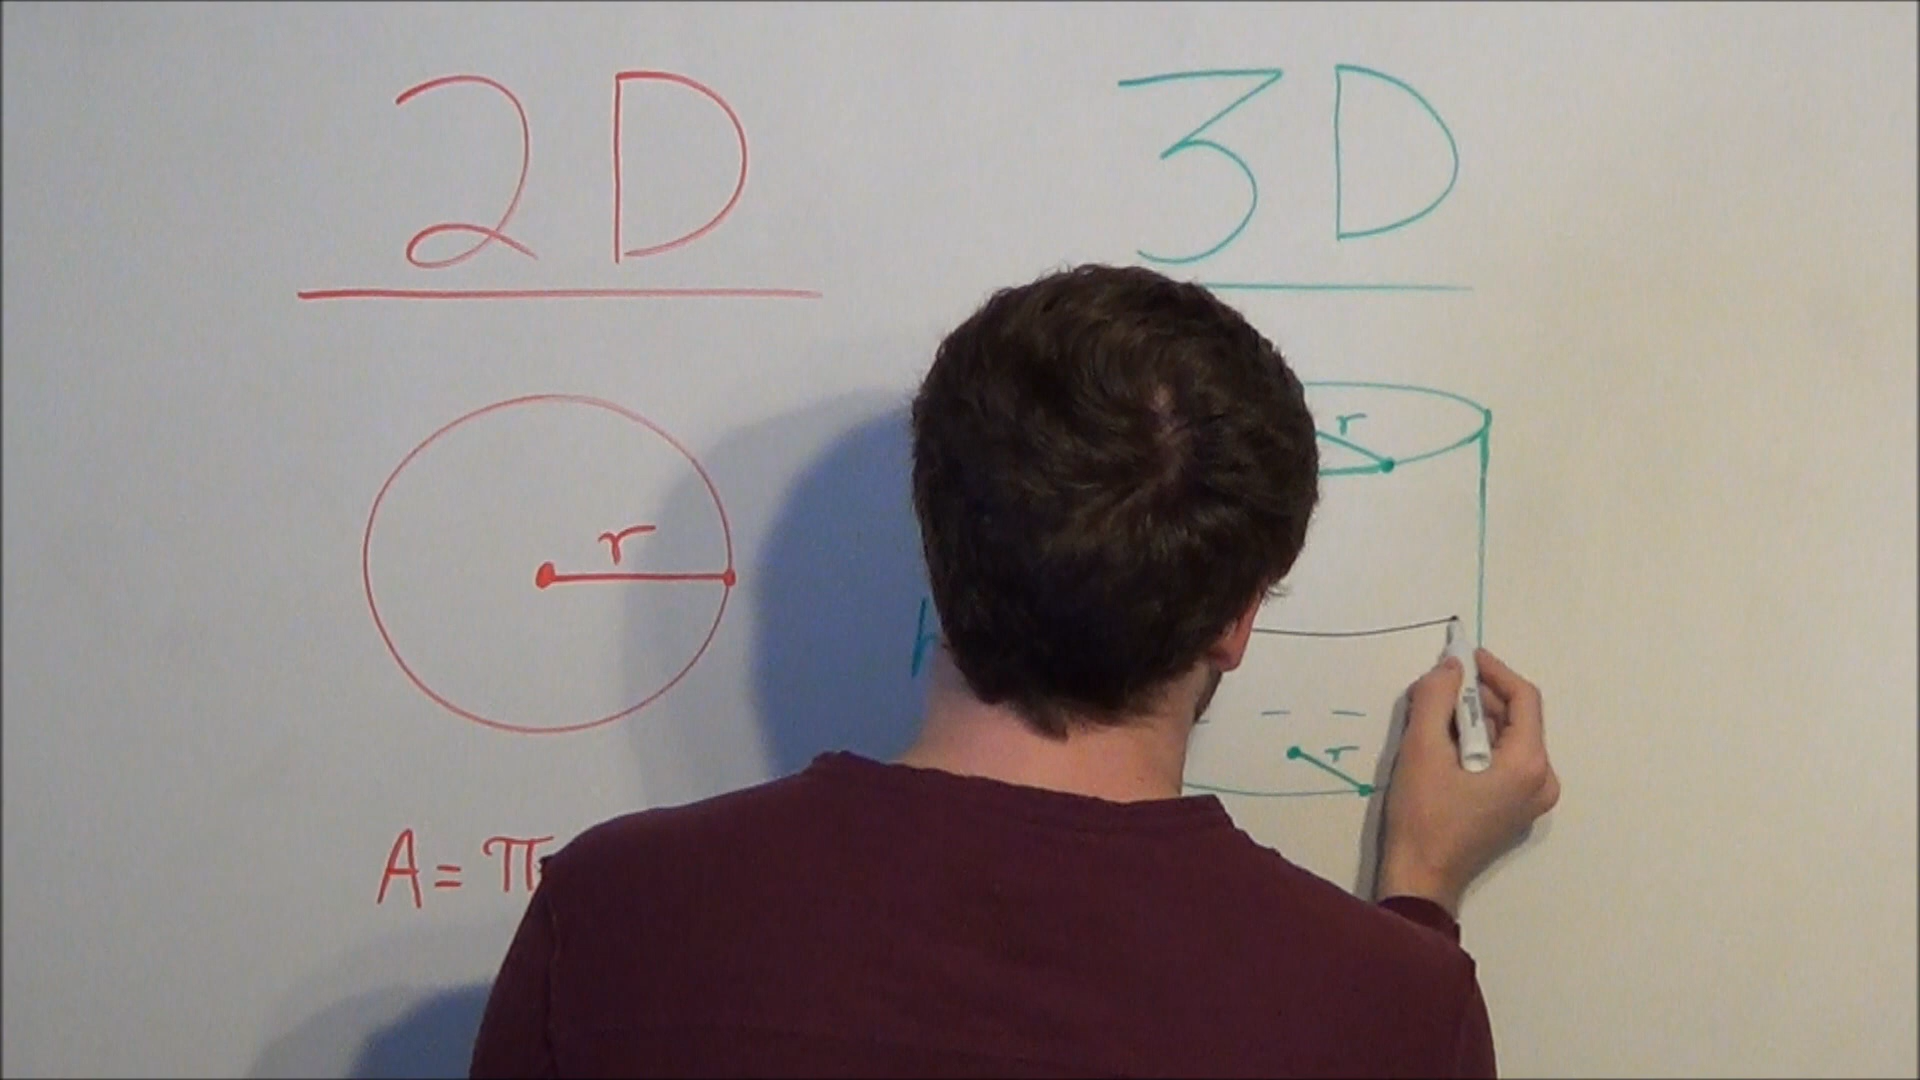 2D
3D
r
r
h
r
A = π